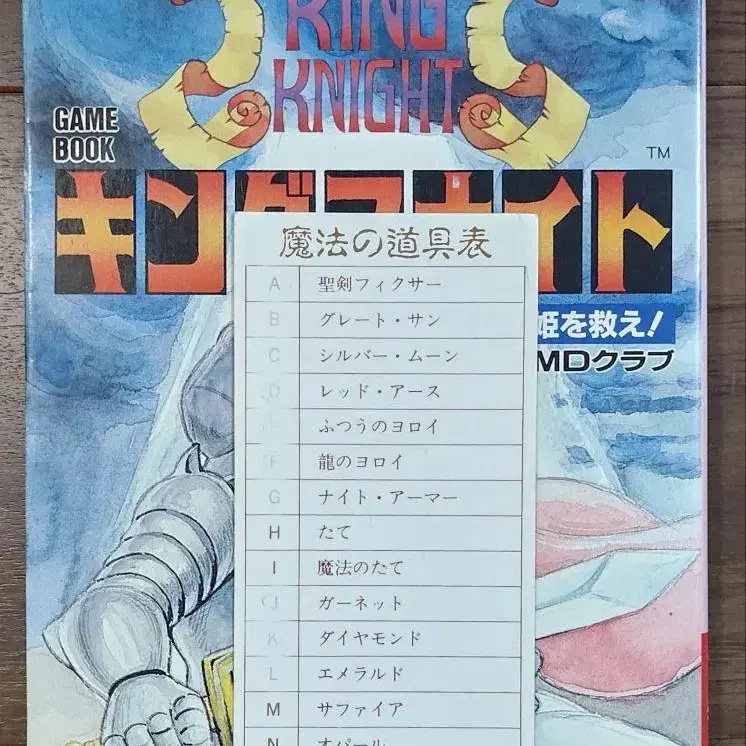 KING
KNIGHT
GAME
BOOK
TM
キングスナイト
魔法の道具表
姫を救え!
MDクラブ
A 聖剣フィクサー
B グレート・サン
C シルバー・ムーン
D レッド・アース
ふつうのヨロイ
F 龍のヨロイ
G ナイト・アーマー
H たて
I 魔法のたて
J ガーネット
K ダイヤモンド
L エメラルド
M サファイア
N オパール